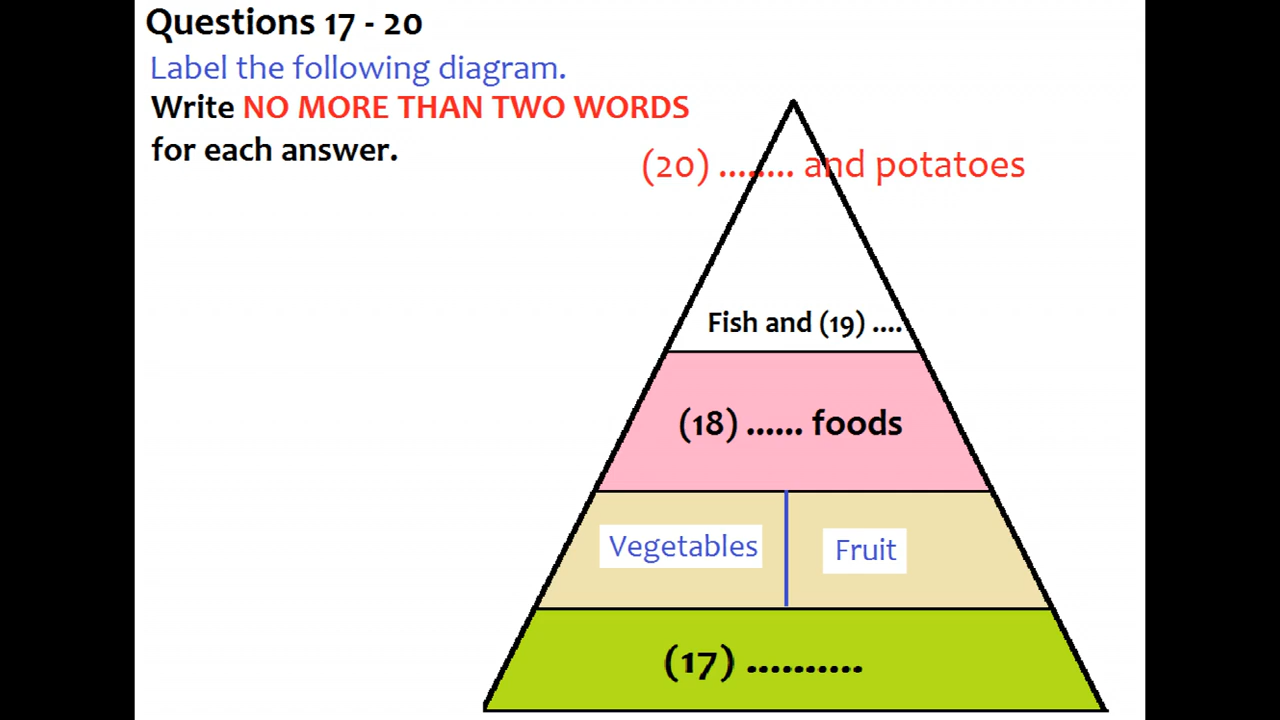 Questions 17 - 20
Label the following diagram.
Write NO MORE THAN TWO WORDS
for each answer.
(20) ........ and potatoes
Fish and (19) ....
(18) ...... foods
Vegetables
Fruit
(17) ..........